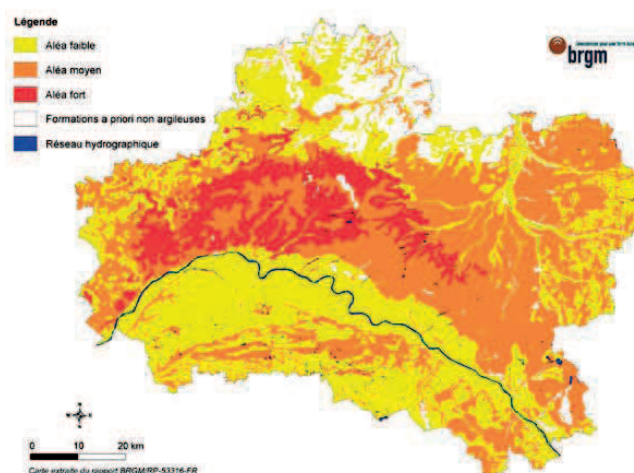 Légende
Aléa faible
Aléa moyen
Aléa fort
Formations a priori non argileuses
Réseau hydrographique
brgm
0 10 20 km
Carte extraite du rapport BRGM/RP-53316-FR